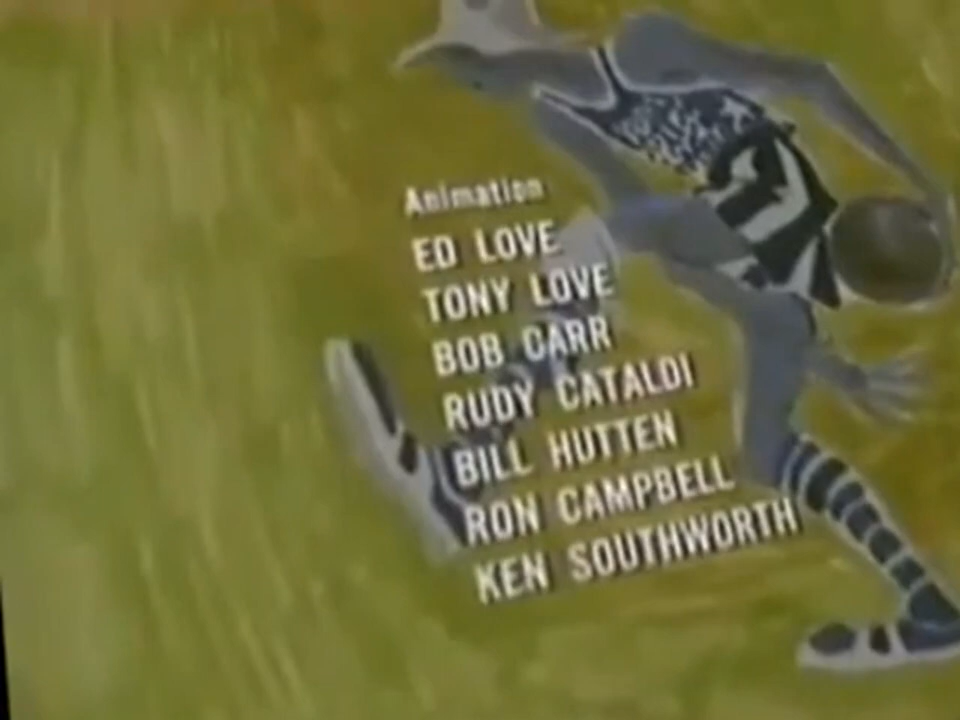 Animation
ED LOVE
TONY LOVE
BOB CARR
RUDY CATALDI
BILL HUTTEN
RON CAMPBELL
KEN SOUTHWORTH